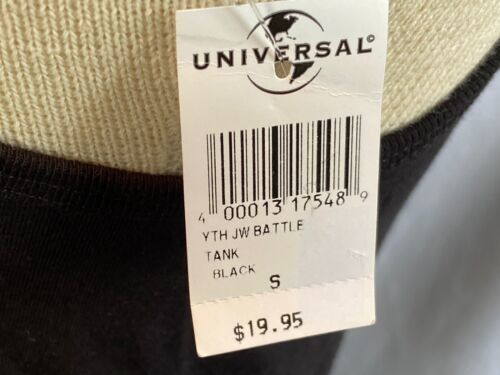 UNIVERSAL©
4 00013 17548 9
YTH JW BATTLE
TANK
BLACK
S
$19.95